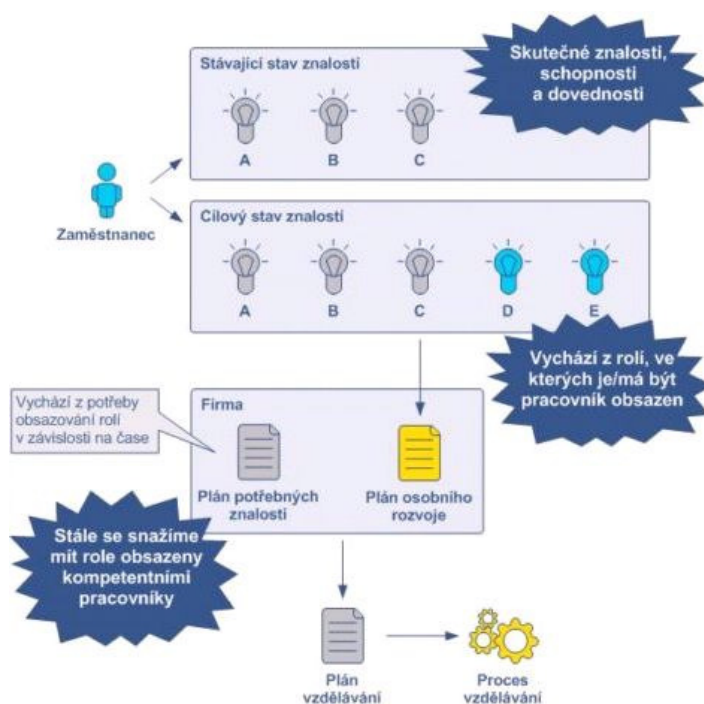 Stávající stav znalostí
Skutečné znalosti,
schopnosti
a dovednosti
A
B
C
Zaměstnanec
Cílový stav znalostí
A
B
C
D
E
Vychází z rolí, ve
kterých je/má být
pracovník obsazen
Vychází z potřeby
obsazování rolí
v závislosti na čase
Firma
Plán potřebných
znalostí
Plán osobního
rozvoje
Stále se snažíme
mít role obsazeny
kompetentními
pracovníky
Plán
vzdělávání
Proces
vzdělávání